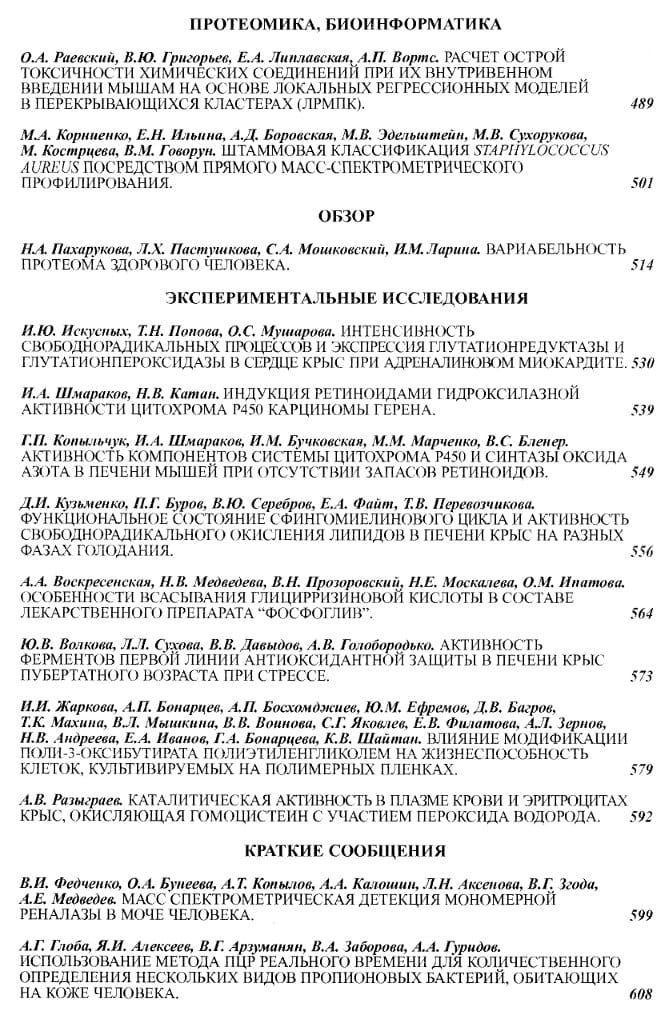 ПРОТЕОМИКА, БИОИНФОРМАТИКА
О.А. Раевский, В.Ю. Григорьев, Е.А. Липлавская, А.П. Вортс. РАСЧЕТ ОСТРОЙ
ТОКСИЧНОСТИ ХИМИЧЕСКИХ СОЕДИНЕНИЙ ПРИ ИХ ВНУТРИВЕННОМ
ВВЕДЕНИИ МЫШАМ НА ОСНОВЕ ЛОКАЛЬНЫХ РЕГРЕССИОННЫХ МОДЕЛЕЙ
В ПЕРЕКРЫВАЮЩИХСЯ КЛАСТЕРАХ (ЛРМПК). 489
М.А. Корниенко, Е.Н. Ильина, А.Д. Боровская, М.В. Эдельштейн, М.В. Сухорукова,
М. Кострцева, В.М. Говорун. ШТАММОВАЯ КЛАССИФИКАЦИЯ STAPHYLOCOCCUS
AUREUS ПОСРЕДСТВОМ ПРЯМОГО МАСС-СПЕКТРОМЕТРИЧЕСКОГО
ПРОФИЛИРОВАНИЯ. 501
ОБЗОР
Н.А. Пахарукова, Л.Х. Пастушкова, С.А. Мошковский, И.М. Ларина. ВАРИАБЕЛЬНОСТЬ
ПРОТЕОМА ЗДОРОВОГО ЧЕЛОВЕКА. 514
ЭКСПЕРИМЕНТАЛЬНЫЕ ИССЛЕДОВАНИЯ
И.Ю. Искусных, Т.Н. Попова, О.С. Мушарова. ИНТЕНСИВНОСТЬ
СВОБОДНОРАДИКАЛЬНЫХ ПРОЦЕССОВ И ЭКСПРЕССИЯ ГЛУТАТИОНРЕДУКТАЗЫ И
ГЛУТАТИОНПЕРОКСИДАЗЫ В СЕРДЦЕ КРЫС ПРИ АДРЕНАЛИНОВОМ МИОКАРДИТЕ. 530
И.А. Шмараков, Н.В. Катан. ИНДУКЦИЯ РЕТИНОИДАМИ ГИДРОКСИЛАЗНОЙ
АКТИВНОСТИ ЦИТОХРОМА Р450 КАРЦИНОМЫ ГЕРЕНА. 539
Г.П. Копыльчук, И.А. Шмараков, И.М. Бучковская, М.М. Марченко, В.С. Бленер.
АКТИВНОСТЬ КОМПОНЕНТОВ СИСТЕМЫ ЦИТОХРОМА Р450 И СИНТАЗЫ ОКСИДА
АЗОТА В ПЕЧЕНИ МЫШЕЙ ПРИ ОТСУТСТВИИ ЗАПАСОВ РЕТИНОИДОВ. 549
Д.И. Кузьменко, П.Г. Буров, В.Ю. Серебров, Е.А. Файт, Т.В. Перевозчикова.
ФУНКЦИОНАЛЬНОЕ СОСТОЯНИЕ СФИНГОМИЕЛИНОВОГО ЦИКЛА И АКТИВНОСТЬ
СВОБОДНОРАДИКАЛЬНОГО ОКИСЛЕНИЯ ЛИПИДОВ В ПЕЧЕНИ КРЫС НА РАЗНЫХ
ФАЗАХ ГОЛОДАНИЯ. 556
А.А. Воскресенская, Н.В. Медведева, В.Н. Прозоровский, Н.Е. Москалева, О.М. Ипатова.
ОСОБЕННОСТИ ВСАСЫВАНИЯ ГЛИЦИРРИЗИНОВОЙ КИСЛОТЫ В СОСТАВЕ
ЛЕКАРСТВЕННОГО ПРЕПАРАТА “ФОСФОГЛИВ”. 564
Ю.В. Волкова, Л.Л. Сухова, В.В. Давыдов, А.В. Голобородько. АКТИВНОСТЬ
ФЕРМЕНТОВ ПЕРВОЙ ЛИНИИ АНТИОКСИДАНТНОЙ ЗАЩИТЫ В ПЕЧЕНИ КРЫС
ПУБЕРТАТНОГО ВОЗРАСТА ПРИ СТРЕССЕ. 573
И.И. Жаркова, А.П. Бонарцев, А.П. Босхомджиев, Ю.М. Ефремов, Д.В. Багров,
Т.К. Махина, В.Л. Мышкина, В.В. Воинова, С.Г. Яковлев, Е.В. Филатова, А.Л. Зернов,
Н.В. Андреева, Е.А. Иванов, Г.А. Бонарцева, К.В. Шайтан. ВЛИЯНИЕ МОДИФИКАЦИИ
ПОЛИ-3-ОКСИБУТИРАТА ПОЛИЭТИЛЕНГЛИКОЛЕМ НА ЖИЗНЕСПОСОБНОСТЬ
КЛЕТОК, КУЛЬТИВИРУЕМЫХ НА ПОЛИМЕРНЫХ ПЛЕНКАХ. 579
А.В. Разыграев. КАТАЛИТИЧЕСКАЯ АКТИВНОСТЬ В ПЛАЗМЕ КРОВИ И ЭРИТРОЦИТАХ
КРЫС, ОКИСЛЯЮЩАЯ ГОМОЦИСТЕИН С УЧАСТИЕМ ПЕРОКСИДА ВОДОРОДА. 592
КРАТКИЕ СООБЩЕНИЯ
В.И. Федченко, О.А. Бунеева, А.Т. Копылов, А.А. Калошин, Л.Н. Аксенова, В.Г. Згода,
А.Е. Медведев. МАСС СПЕКТРОМЕТРИЧЕСКАЯ ДЕТЕКЦИЯ МОНОМЕРНОЙ
РЕНАЛАЗЫ В МОЧЕ ЧЕЛОВЕКА. 599
А.Г. Глоба, Я.И. Алексеев, В.Г. Арзуманян, В.А. Заборова, А.А. Гуридов.
ИСПОЛЬЗОВАНИЕ МЕТОДА ПЦР РЕАЛЬНОГО ВРЕМЕНИ ДЛЯ КОЛИЧЕСТВЕННОГО
ОПРЕДЕЛЕНИЯ НЕСКОЛЬКИХ ВИДОВ ПРОПИОНОВЫХ БАКТЕРИЙ, ОБИТАЮЩИХ
НА КОЖЕ ЧЕЛОВЕКА. 608